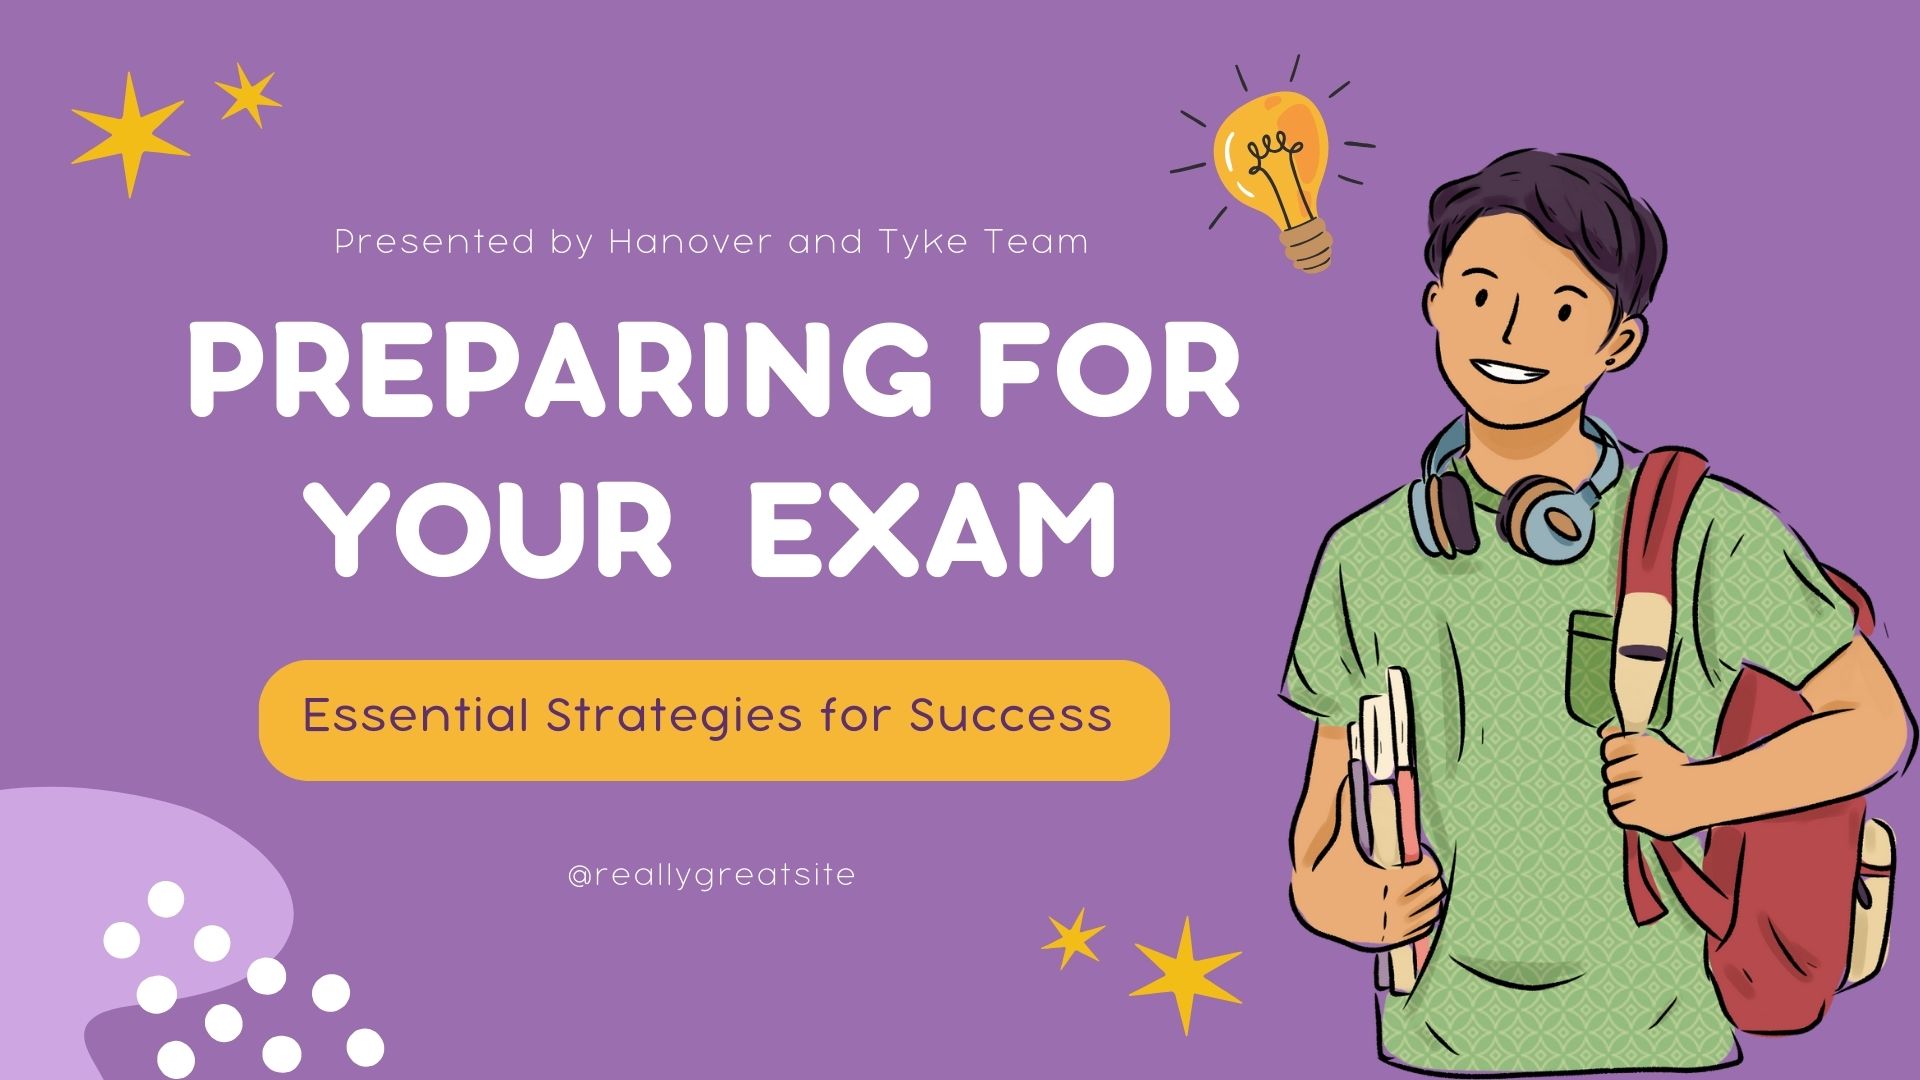 Presented by Hanover and Tyke Team
PREPARING FOR
YOUR EXAM
Essential Strategies for Success
@reallygreatsite